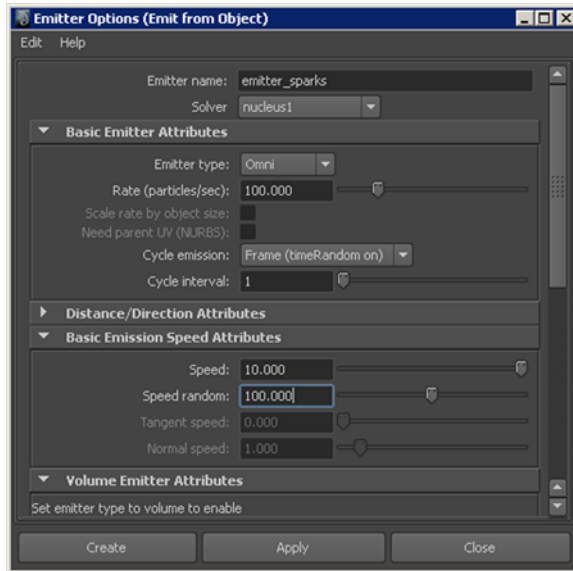 Emitter Options (Emit from Object)
Edit Help
Emitter name: emitter_sparks
Solver nucleus1
Basic Emitter Attributes
Emitter type: Omni
Rate (particles/sec): 100.000
Scale rate by object size:
Need parent UV (NURBS):
Cycle emission: Frame (timeRandom on)
Cycle interval: 1
Distance/Direction Attributes
Basic Emission Speed Attributes
Speed: 10.000
Speed random: 100.000
Tangent speed: 0.000
Normal speed: 1.000
Volume Emitter Attributes
Set emitter type to volume to enable
Create Apply Close